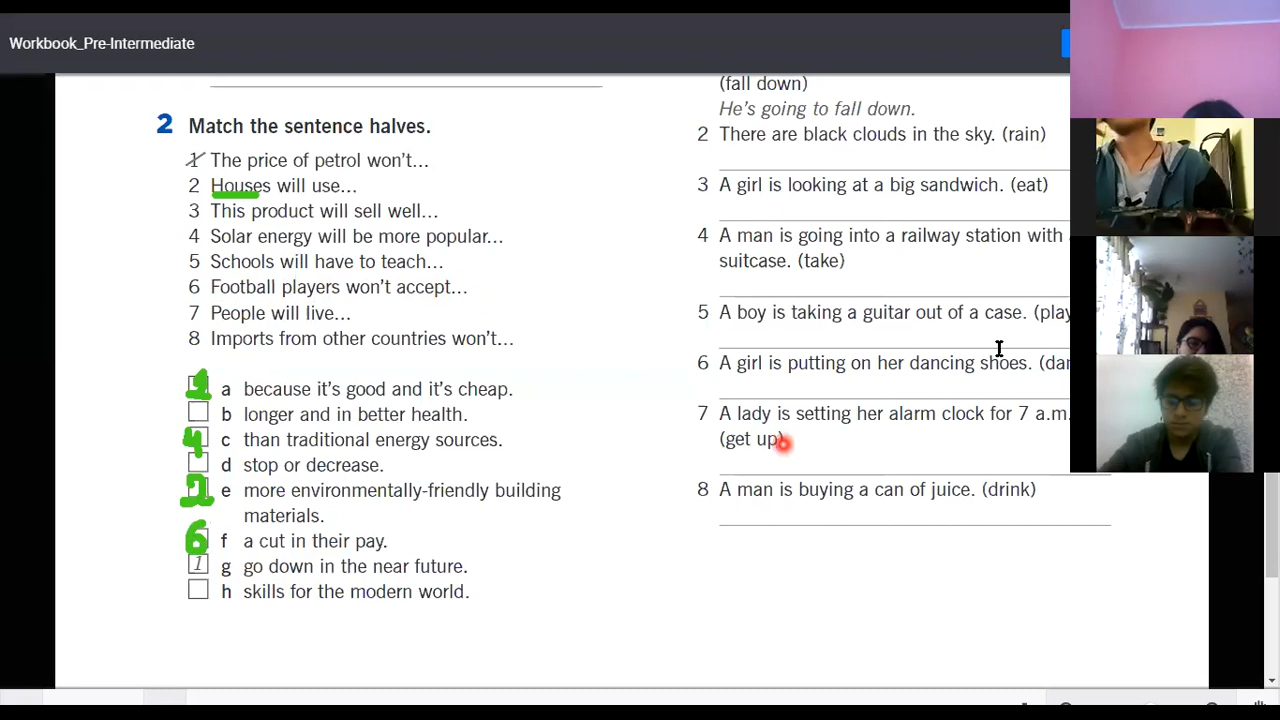 Workbook_Pre-Intermediate
2 Match the sentence halves.
1 The price of petrol won't...
2 Houses will use...
3 This product will sell well...
4 Solar energy will be more popular...
5 Schools will have to teach...
6 Football players won't accept...
7 People will live...
8 Imports from other countries won't...
a because it's good and it's cheap.
b longer and in better health.
4 c than traditional energy sources.
d stop or decrease.
2 e more environmentally-friendly building
materials.
6 f a cut in their pay.
1 g go down in the near future.
h skills for the modern world.
(fall down)
He's going to fall down.
2 There are black clouds in the sky. (rain)
3 A girl is looking at a big sandwich. (eat)
4 A man is going into a railway station with
suitcase. (take)
5 A boy is taking a guitar out of a case. (play
6 A girl is putting on her dancing shoes. (dan
7 A lady is setting her alarm clock for 7 a.m.
(get up)
8 A man is buying a can of juice. (drink)